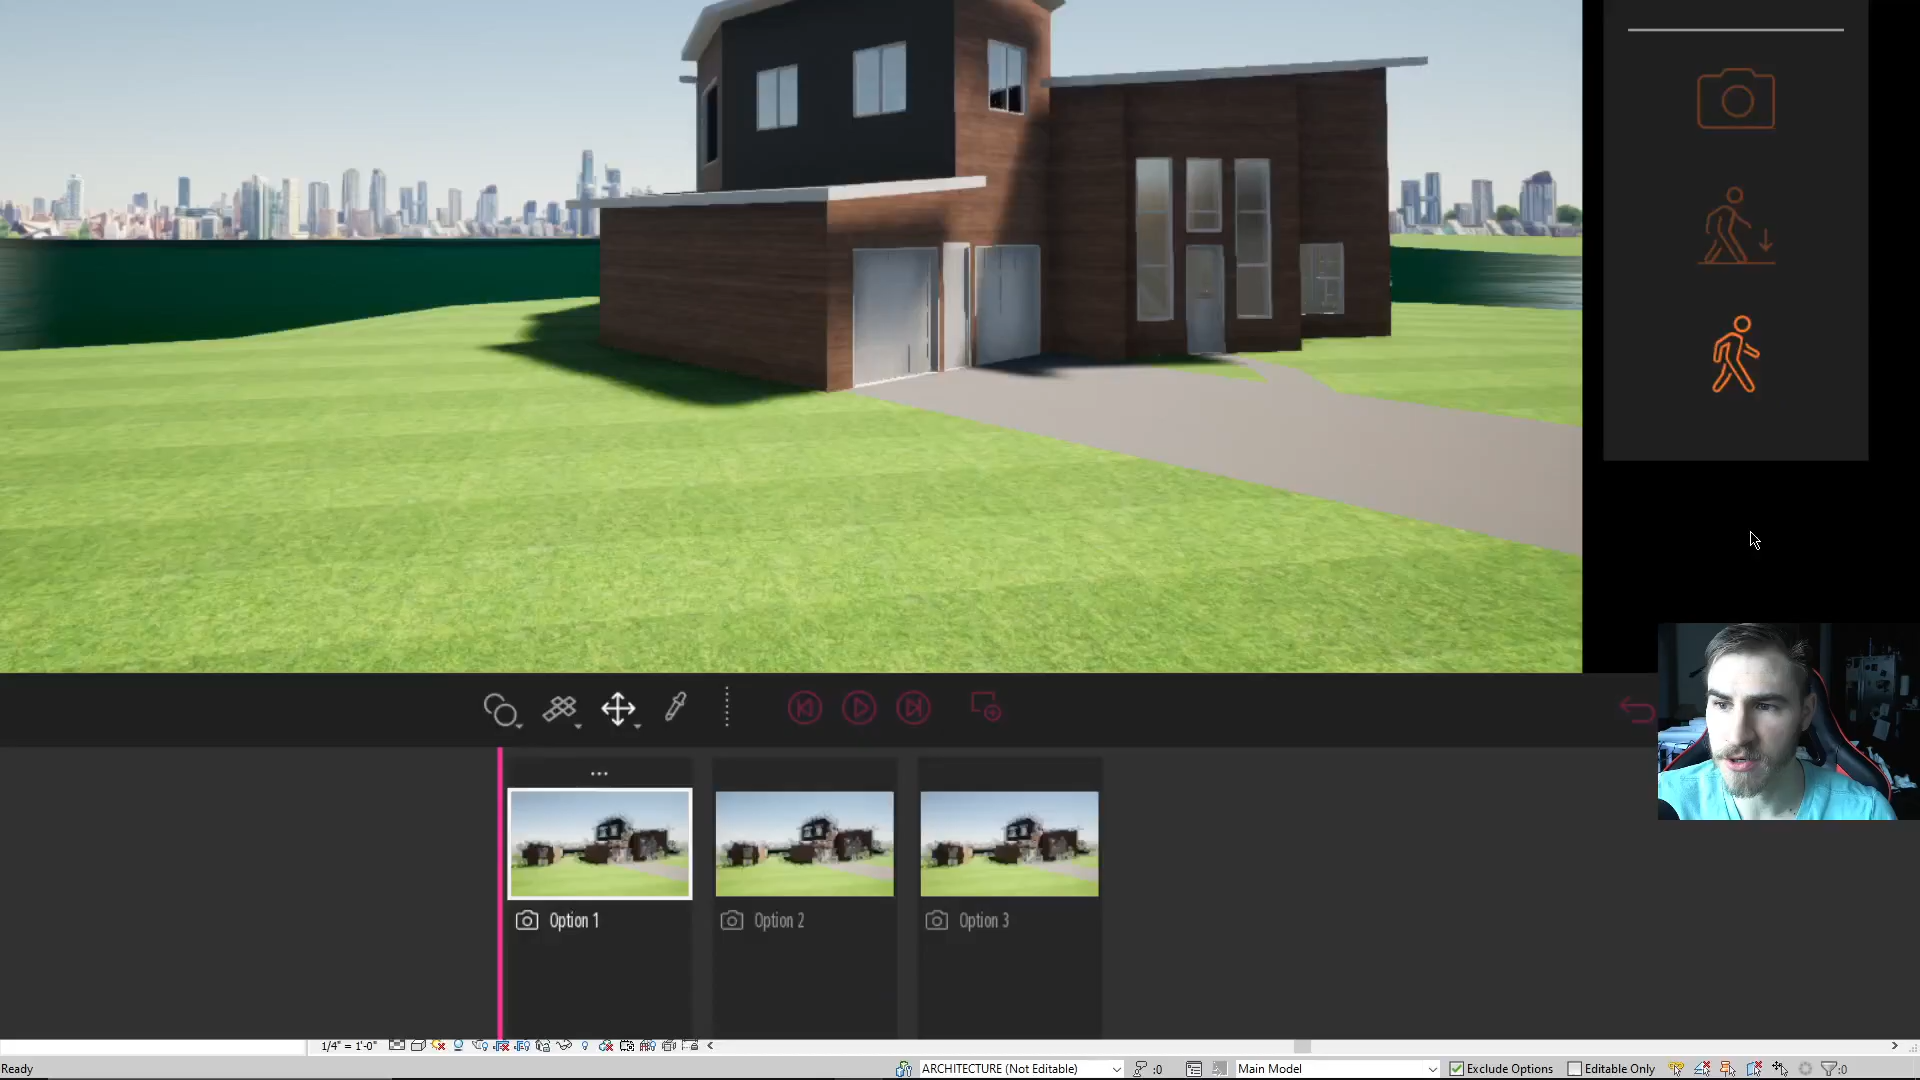 ...
Option 1
Option 2
Option 3
1/4" = 1'-0"
Ready
ARCHITECTURE (Not Editable)
:0
Main Model
Exclude Options
Editable Only
:0